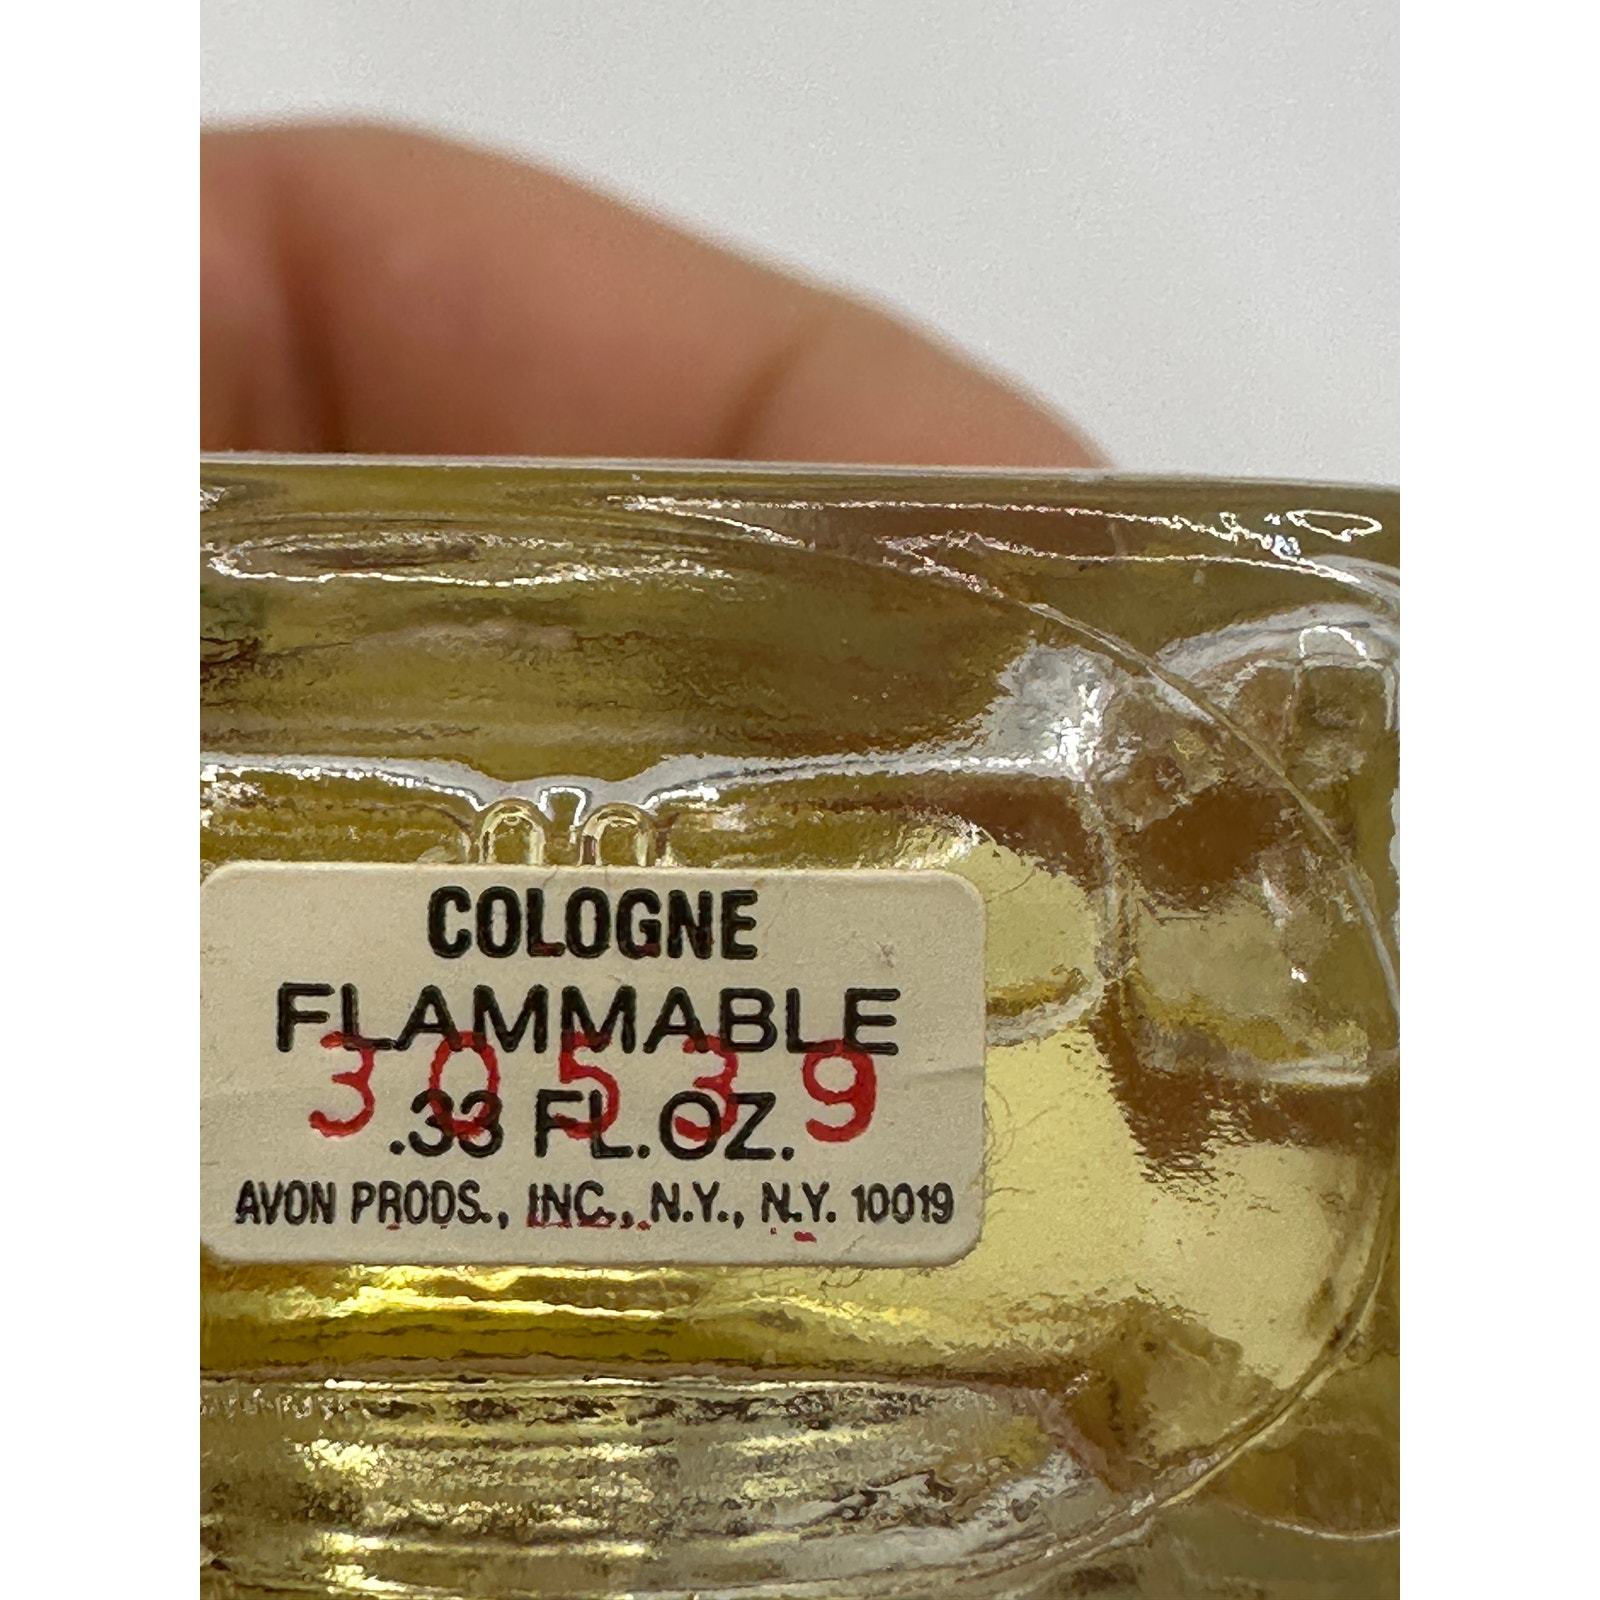 COLOGNE
FLAMMABLE
30539
.33 FL. OZ.
AVON PRODS., INC., N.Y., N.Y. 10019